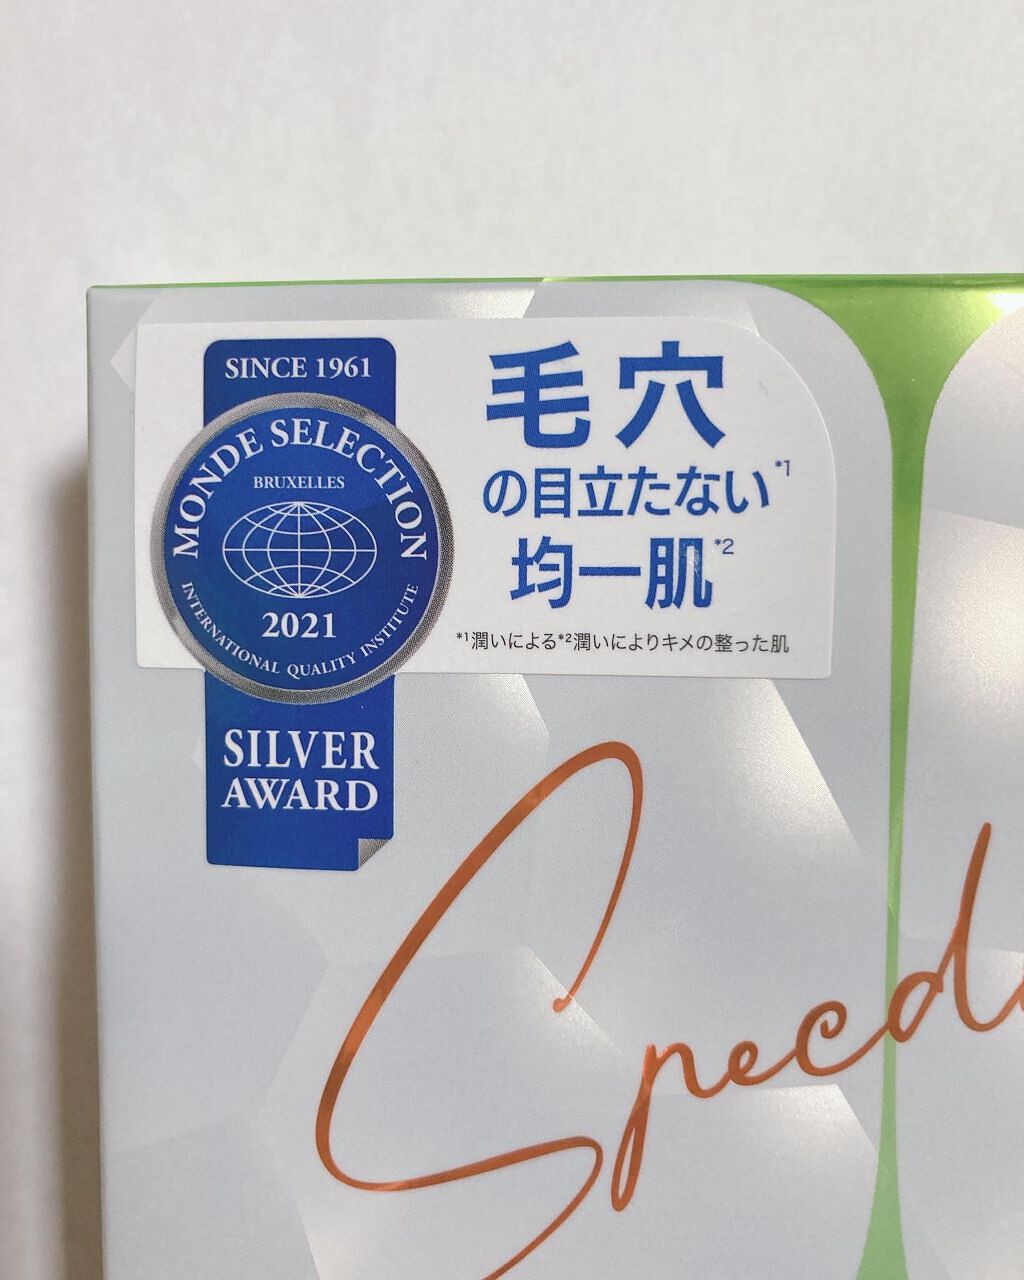 SINCE 1961
MONDE SELECTION
BRUXELLES
2021
INTERNATIONAL QUALITY INSTITUTE
SILVER
AWARD
毛穴
の目立たない*1
均一肌*2
*1潤いによる*2潤いによりキメの整った肌